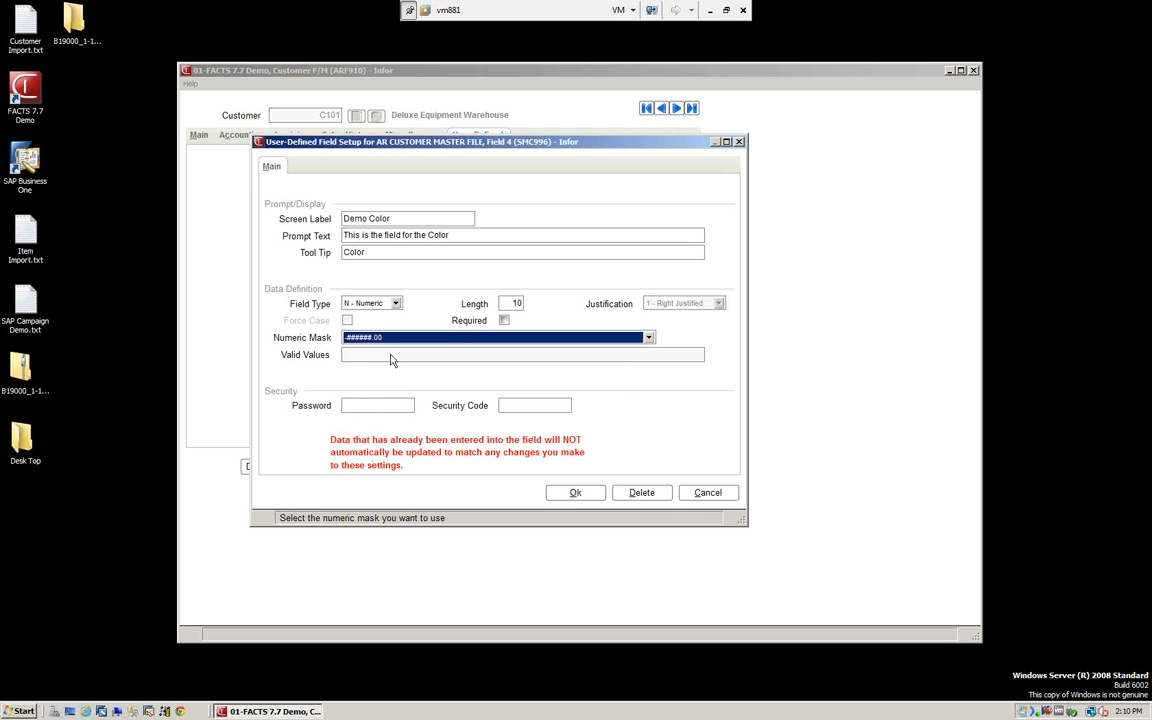 vm881
VM
Customer
Import.txt
B19000_1-1...
FACTS 7.7
Demo
SAP Business
One
Item
Import.txt
SAP Campaign
Demo.txt
B19000_1-1...
Desk Top
01-FACTS 7.7 Demo, Customer F/M (ARF910) - Infor
Help
Customer
C101
Deluxe Equipment Warehouse
Main
User-Defined Field Setup for AR CUSTOMER MASTER FILE, Field 4 (SMC996) - Infor
Main
Prompt/Display
Screen Label
Demo Color
Prompt Text
This is the field for the Color
Tool Tip
Color
Data Definition
Field Type
N - Numeric
Length
10
Justification
1 - Right Justified
Force Case
Required
Numeric Mask
-######.00
Valid Values
Security
Password
Security Code
Data that has already been entered into the field will NOT
automatically be updated to match any changes you make
to these settings.
Ok
Delete
Cancel
Select the numeric mask you want to use
Windows Server (R) 2008 Standard
Build 6002
This copy of Windows is not genuine
Start
01-FACTS 7.7 Demo, C...
2:10 PM